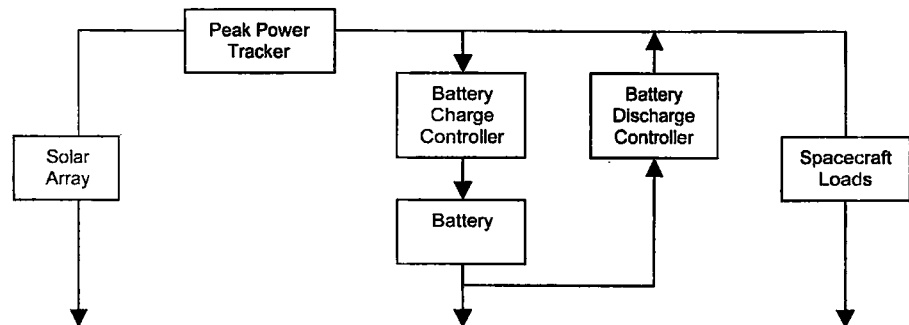 Peak Power
Tracker
Battery
Charge
Controller
Battery
Discharge
Controller
Solar
Array
Spacecraft
Loads
Battery